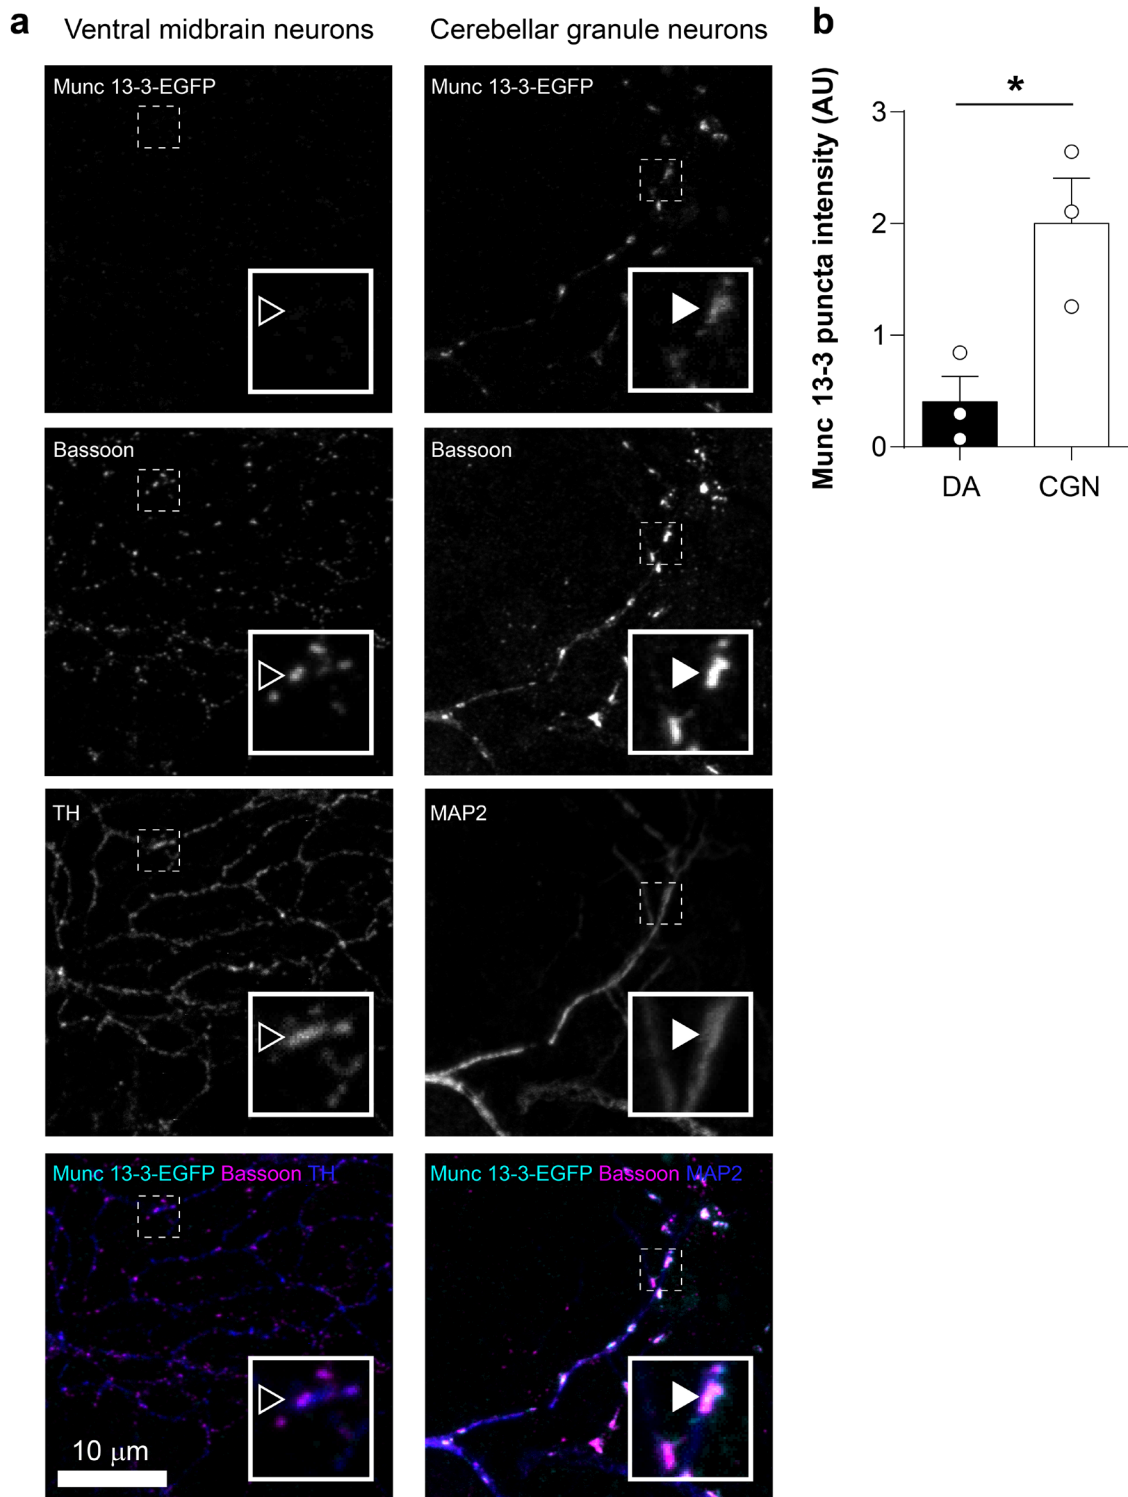 a
Ventral midbrain neurons
Cerebellar granule neurons
Munc 13-3-EGFP
Munc 13-3-EGFP
Bassoon
Bassoon
TH
MAP2
Munc 13-3-EGFP Bassoon TH
Munc 13-3-EGFP Bassoon MAP2
10 μm
b
Munc 13-3 puncta intensity (AU)
*
3
2
1
0
DA
CGN